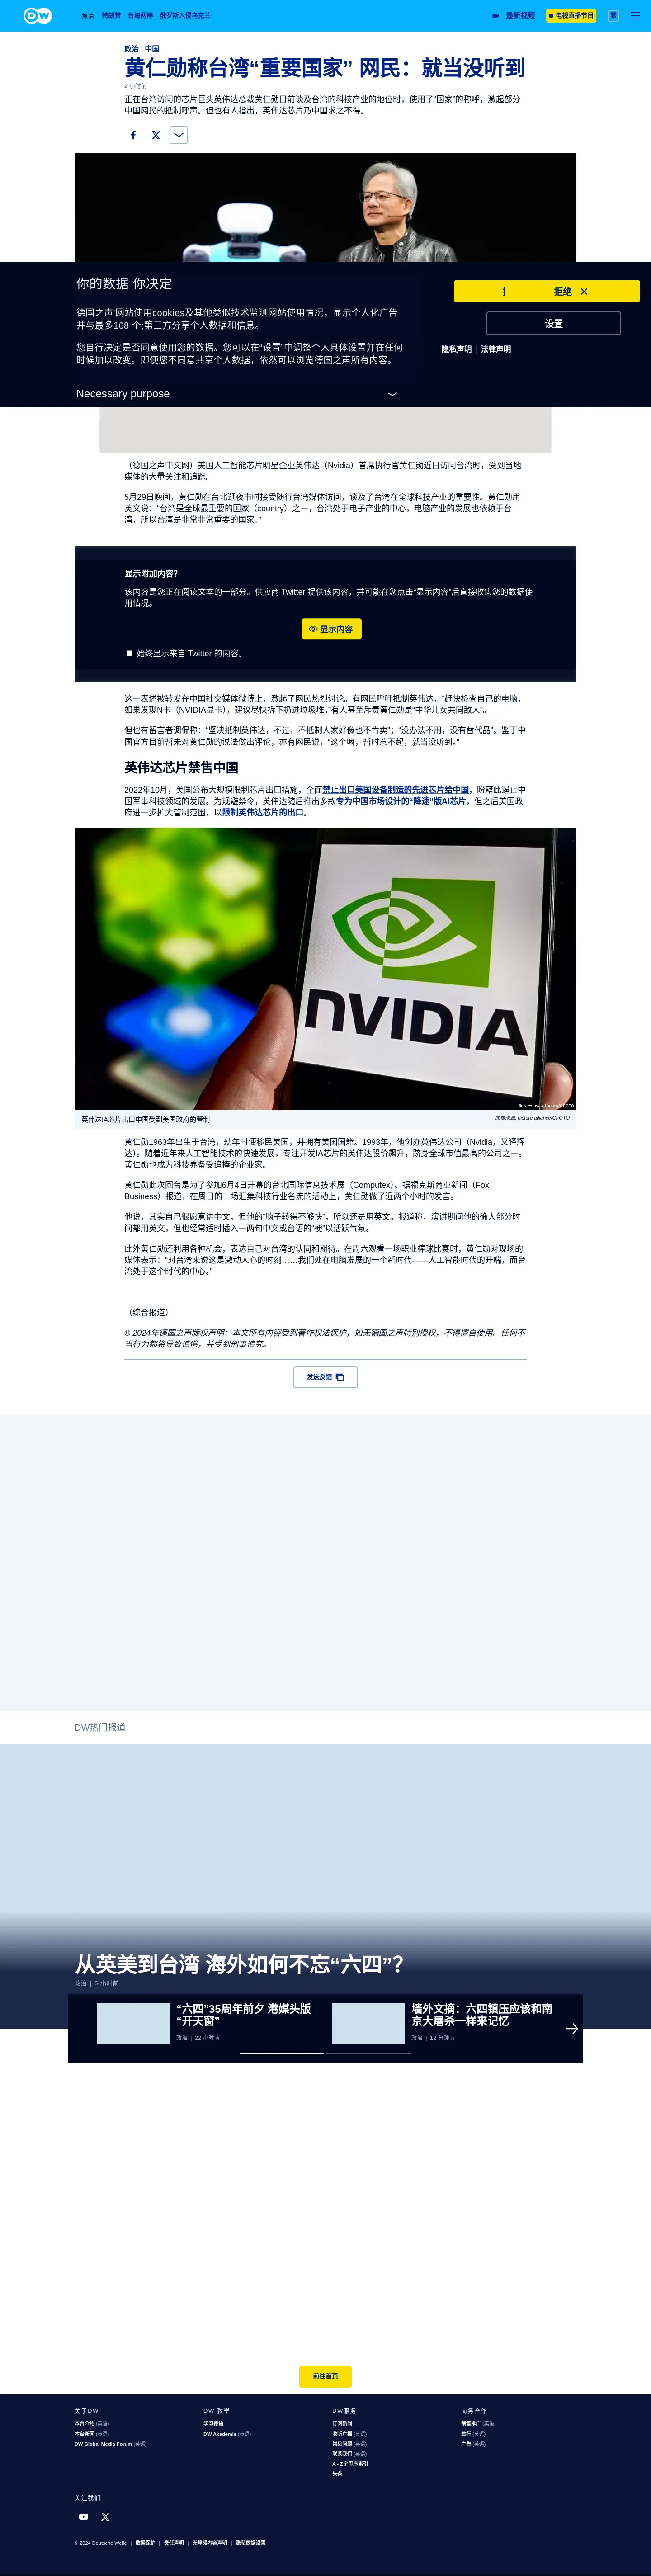 DW
焦点 特朗普 台海两岸 俄罗斯入侵乌克兰
最新视频 电视直播节目 繁
政治 | 中国
黄仁勋称台湾“重要国家” 网民：就当没听到
2 小时前
正在台湾访问的芯片巨头英伟达总裁黄仁勋日前谈及台湾的科技产业的地位时，使用了“国家”的称呼，激起部分
中国网民的抵制呼声。但也有人指出，英伟达芯片乃中国求之不得。
你的数据 你决定
德国之声'网站使用cookies及其他类似技术监测网站使用情况，显示个人化广告
并与最多168 个;第三方分享个人数据和信息。
您自行决定是否同意使用您的数据。您可以在“设置”中调整个人具体设置并在任何
时候加以改变。即便您不同意共享个人数据，依然可以浏览德国之声所有内容。
Necessary purpose
拒绝
设置
隐私声明 | 法律声明
（德国之声中文网）美国人工智能芯片明星企业英伟达（Nvidia）首席执行官黄仁勋近日访问台湾时，受到当地
媒体的大量关注和追踪。
5月29日晚间，黄仁勋在台北逛夜市时接受随行台湾媒体访问，谈及了台湾在全球科技产业的重要性。黄仁勋用
英文说：“台湾是全球最重要的国家（country）之一，台湾处于电子产业的中心，电脑产业的发展也依赖于台
湾，所以台湾是非常非常重要的国家。”
显示附加内容？
该内容是您正在阅读文本的一部分。供应商 Twitter 提供该内容，并可能在您点击“显示内容”后直接收集您的数据使
用情况。
显示内容
始终显示来自 Twitter 的内容。
这一表述被转发在中国社交媒体微博上，激起了网民热烈讨论。有网民呼吁抵制英伟达，“赶快检查自己的电脑，
如果发现N卡（NVIDIA显卡），建议尽快拆下扔进垃圾堆。”有人甚至斥责黄仁勋是“中华儿女共同敌人”。
但也有留言者调侃称：“坚决抵制英伟达，不过，不抵制人家好像也不肯卖”；“没办法不用，没有替代品”。鉴于中
国官方目前暂未对黄仁勋的说法做出评论，亦有网民说，“这个嘛，暂时惹不起，就当没听到。”
英伟达芯片禁售中国
2022年10月，美国公布大规模限制芯片出口措施，全面禁止出口美国设备制造的先进芯片给中国，盼藉此遏止中
国军事科技领域的发展。为规避禁令，英伟达随后推出多款专为中国市场设计的“降速”版AI芯片，但之后美国政
府进一步扩大管制范围，以限制英伟达芯片的出口。
NVIDIA
© picture alliance/CFOTO
英伟达IA芯片出口中国受到美国政府的管制
图像来源: picture alliance/CFOTO
黄仁勋1963年出生于台湾，幼年时便移民美国，并拥有美国国籍。1993年，他创办英伟达公司（Nvidia，又译辉
达）。随着近年来人工智能技术的快速发展，专注开发IA芯片的英伟达股价飙升，跻身全球市值最高的公司之一。
黄仁勋也成为科技界备受追捧的企业家。
黄仁勋此次回台是为了参加6月4日开幕的台北国际信息技术展（Computex）。据福克斯商业新闻（Fox
Business）报道，在周日的一场汇集科技行业名流的活动上，黄仁勋做了近两个小时的发言。
他说，其实自己很愿意讲中文，但他的“脑子转得不够快”，所以还是用英文。报道称，演讲期间他的确大部分时
间都用英文，但也经常适时插入一两句中文或台语的“梗”以活跃气氛。
此外黄仁勋还利用各种机会，表达自己对台湾的认同和期待。在周六观看一场职业棒球比赛时，黄仁勋对现场的
媒体表示：“对台湾来说这是激动人心的时刻……我们处在电脑发展的一个新时代——人工智能时代的开端，而台
湾处于这个时代的中心。”
（综合报道）
© 2024年德国之声版权声明：本文所有内容受到著作权法保护，如无德国之声特别授权，不得擅自使用。任何不
当行为都将导致追偿，并受到刑事追究。
发送反馈
DW热门报道
从英美到台湾 海外如何不忘“六四”？
政治 | 5 小时前
“六四”35周年前夕 港媒头版
“开天窗”
政治 | 22 小时前
墙外文摘：六四镇压应该和南
京大屠杀一样来记忆
政治 | 12 分钟前
前往首页
关于DW
本台介绍 (英语)
本台新闻 (英语)
DW Global Media Forum (英语)
DW 教學
学习德语
DW Akademie (英语)
DW服务
订阅新闻
收听广播 (英语)
常见问题 (英语)
联系我们 (英语)
A - Z字母序索引
头条
商务合作
销售推广 (英语)
旅行 (英语)
广告 (英语)
关注我们
© 2024 Deutsche Welle | 数据保护 | 责任声明 | 无障碍内容声明 | 隐私数据设置